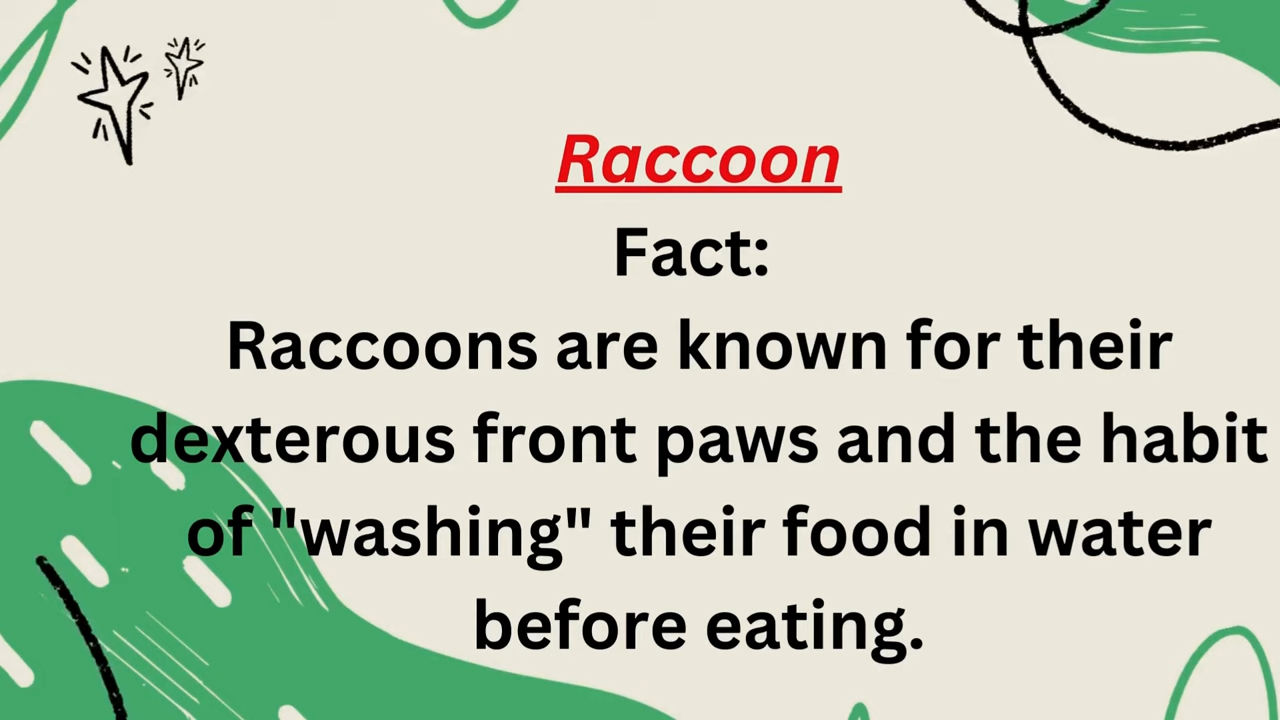 Raccoon
Fact:
Raccoons are known for their
dexterous front paws and the habit
of "washing" their food in water
before eating.